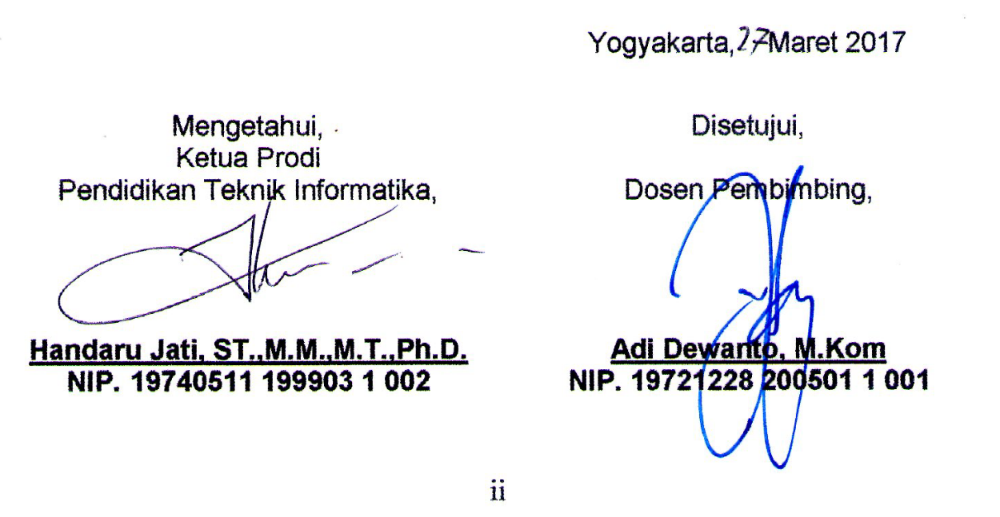 Yogyakarta, 27 Maret 2017
Mengetahui,
Ketua Prodi
Pendidikan Teknik Informatika,
Disetujui,
Dosen Pembimbing,
Handaru Jati, ST.,M.M.,M.T.,Ph.D.
NIP. 19740511 199903 1 002
Adi Dewanto, M.Kom
NIP. 19721228 200501 1 001
ii